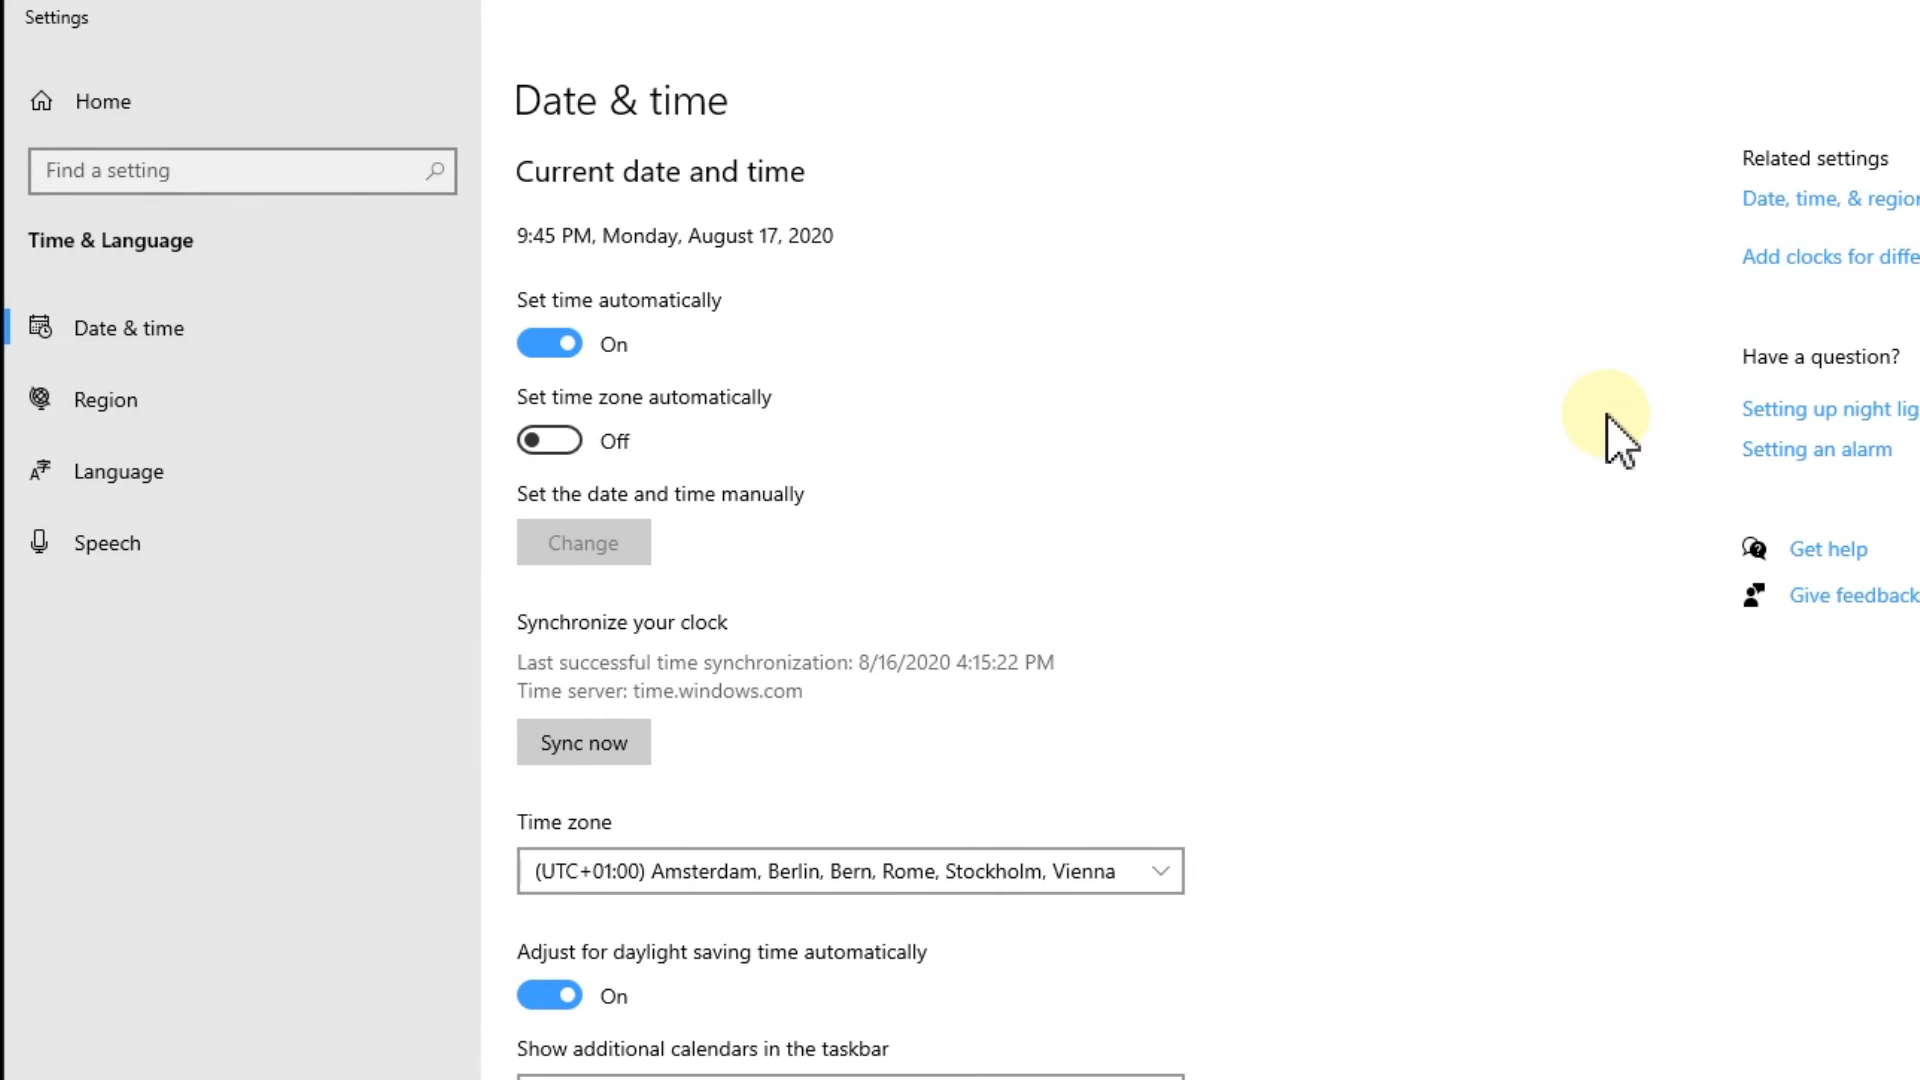 Settings
Home
Find a setting
Time & Language
Date & time
Region
Language
Speech
Date & time
Current date and time
9:45 PM, Monday, August 17, 2020
Set time automatically
On
Set time zone automatically
Off
Set the date and time manually
Change
Synchronize your clock
Last successful time synchronization: 8/16/2020 4:15:22 PM
Time server: time.windows.com
Sync now
Time zone
(UTC+01:00) Amsterdam, Berlin, Bern, Rome, Stockholm, Vienna
Adjust for daylight saving time automatically
On
Show additional calendars in the taskbar
Related settings
Date, time, &
Add clocks for
Have a question?
Setting up night
Setting an alarm
Get help
Give feedback